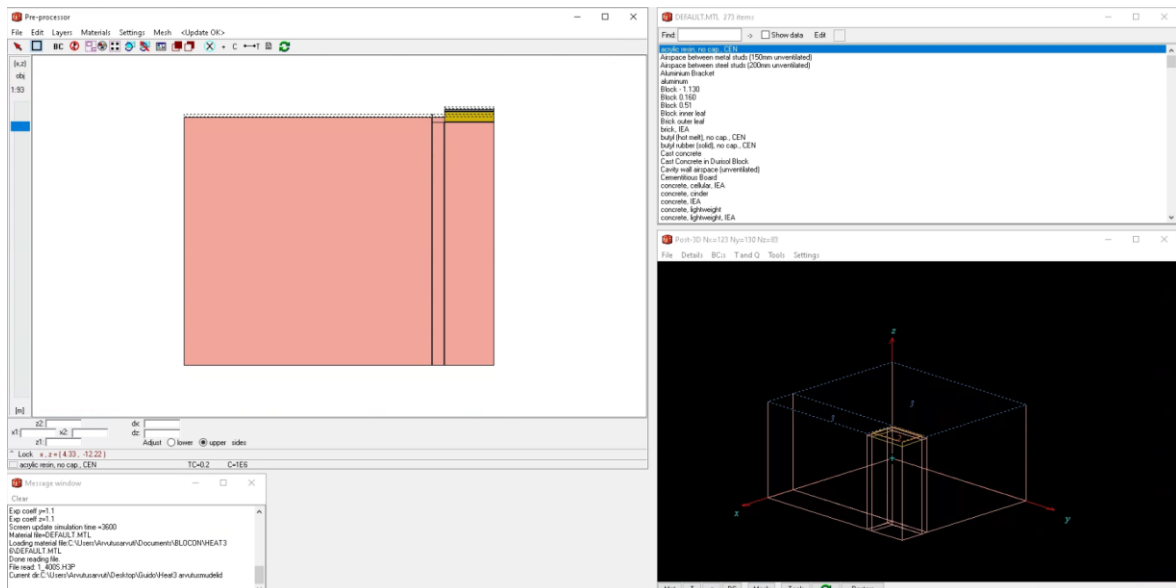 Pre-processor
File Edit Layers Materials Settings Mesh <Update OK>
BC
C T
(x,z)
obj
1:93
[m]
z2:
x1: x2:
z1:
dx:
dz:
Adjust lower upper sides
^ Lock x, z = ( 4.33 , -12.22 )
acrylic resin, no cap., CEN TC=0.2 C=1E6
Message window
Clear
Exp coeff y=1.1
Exp coeff z=1.1
Screen update simulation time =3600
Material file=DEFAULT.MTL
Loading material file:C:\Users\Arvutusarvuti\Documents\BLOCON\HEAT3
6\DEFAULT.MTL
Done reading file.
File read: 1_400S.H3P
Current dir:C:\Users\Arvutusarvuti\Desktop\Guido\Heat3 arvutusmudelid
DEFAULT.MTL 273 items
Find: -> Show data Edit
acrylic resin, no cap., CEN
Airspace between metal studs (150mm unventilated)
Airspace between steel studs (200mm unventilated)
Aluminium Bracket
aluminum
Block - 1.130
Block 0.160
Block 0.51
Block inner leaf
Brick outer leaf
brick, IEA
butyl (hot melt), no cap., CEN
butyl rubber (solid), no cap., CEN
Cast concrete
Cast Concrete in Durisol Block
Cavity wall airspace (unventilated)
Cementitious Board
concrete, cellular, IEA
concrete, cinder
concrete, IEA
concrete, lightweight
concrete, lightweight, IEA
Post-3D Nx=123 Ny=130 Nz=83
File Details BC:s T and Q Tools Settings
z
3
3
x
y